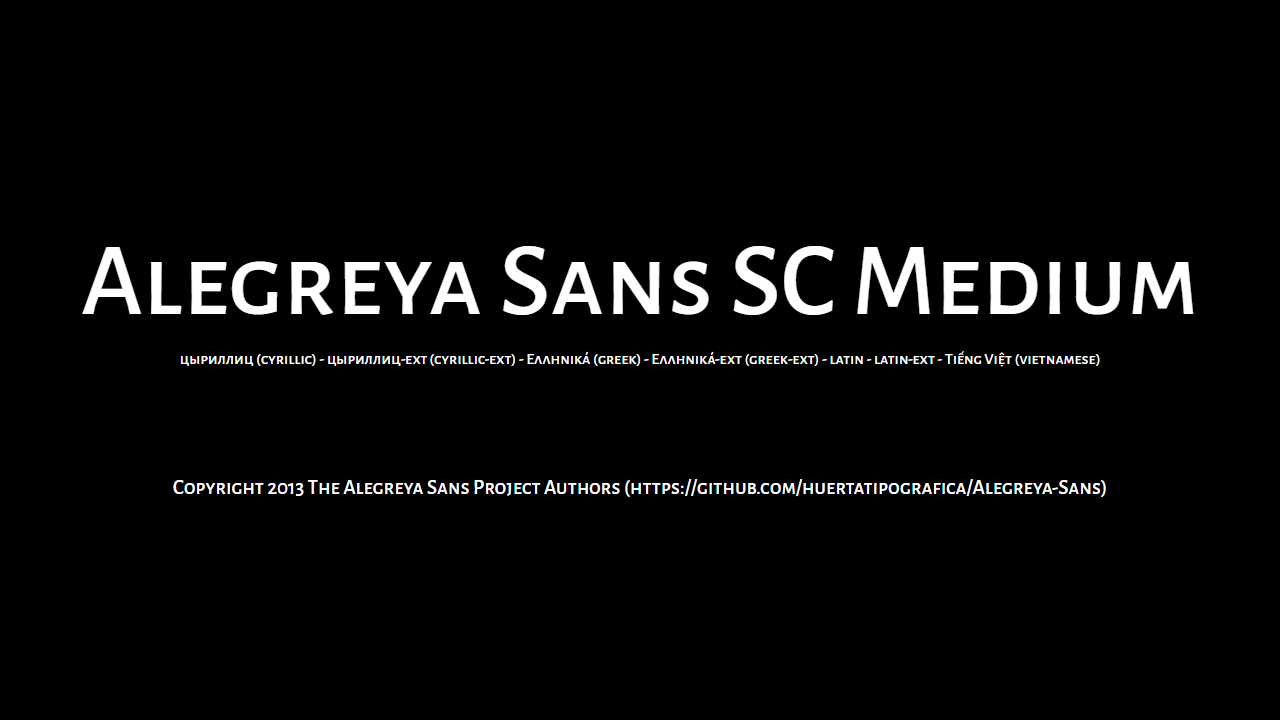 Alegreya Sans SC Medium
цыриллиц (cyrillic) - цыриллиц-ext (cyrillic-ext) - Ελληνικά (greek) - Ελληνικά-ext (greek-ext) - latin - latin-ext - Tiếng Việt (vietnamese)
Copyright 2013 The Alegreya Sans Project Authors (https://github.com/huertatipografica/Alegreya-Sans)